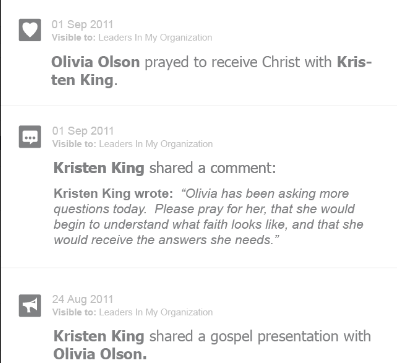 01 Sep 2011
Visible to: Leaders In My Organization
Olivia Olson prayed to receive Christ with Kris-
ten King.
01 Sep 2011
Visible to: Leaders In My Organization
Kristen King shared a comment:
Kristen King wrote: “Olivia has been asking more
questions today. Please pray for her, that she would
begin to understand what faith looks like, and that she
would receive the answers she needs.”
24 Aug 2011
Visible to: Leaders In My Organization
Kristen King shared a gospel presentation with
Olivia Olson.